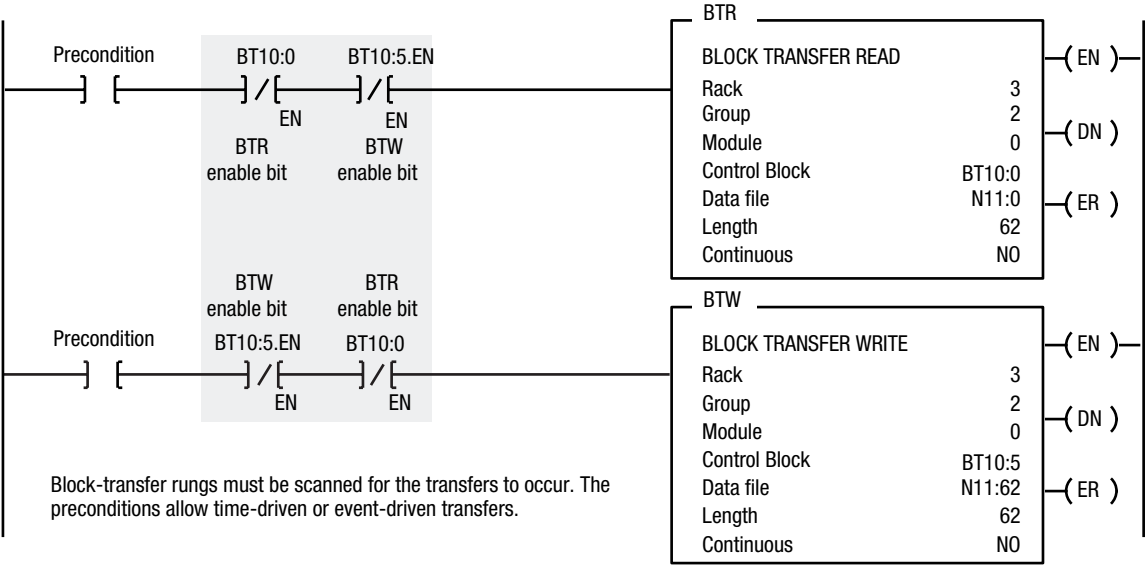 BTR
Precondition
BT10:0 BT10:5.EN
EN EN
BTR BTW
enable bit enable bit
BLOCK TRANSFER READ
Rack 3
Group 2
Module 0
Control Block BT10:0
Data file N11:0
Length 62
Continuous NO
EN
DN
ER
BTW BTR
enable bit enable bit
Precondition
BT10:5.EN BT10:0
EN EN
BTW
BLOCK TRANSFER WRITE
Rack 3
Group 2
Module 0
Control Block BT10:5
Data file N11:62
Length 62
Continuous NO
EN
DN
ER
Block-transfer rungs must be scanned for the transfers to occur. The
preconditions allow time-driven or event-driven transfers.